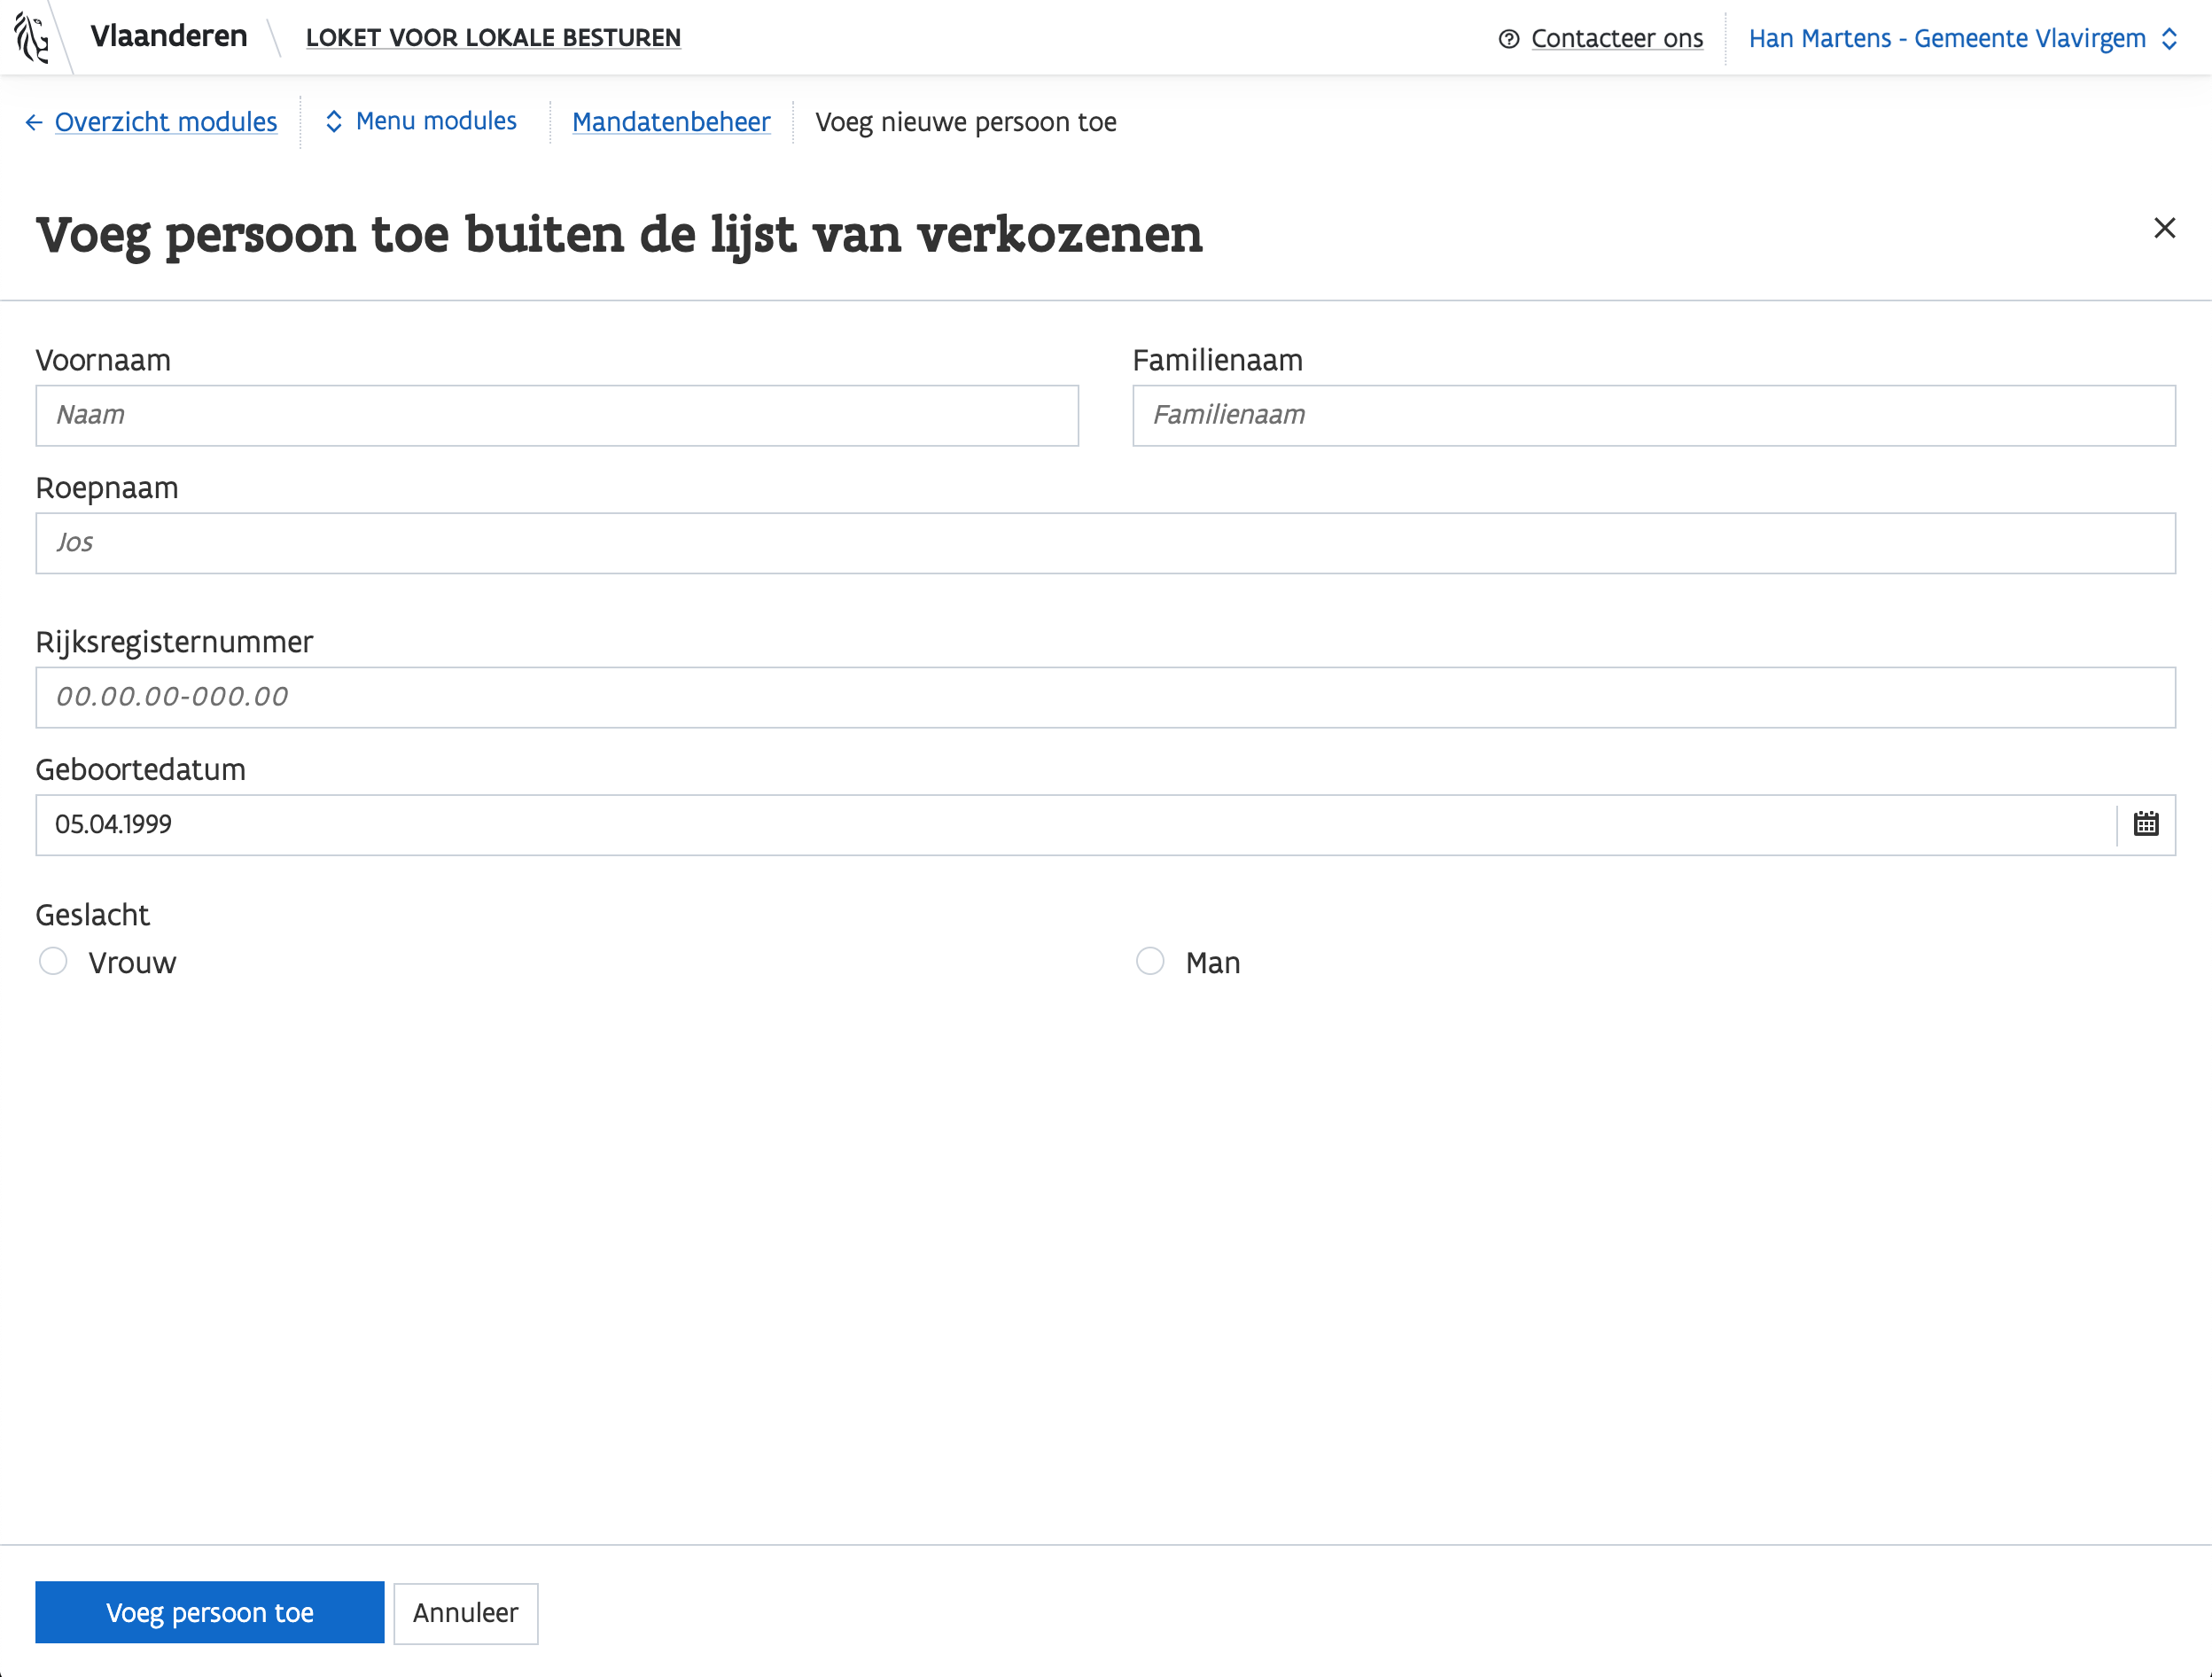 Vlaanderen LOKET VOOR LOKALE BESTUREN Contacteer ons Han Martens - Gemeente Vlavirgem
Overzicht modules Menu modules Mandatenbeheer Voeg nieuwe persoon toe
Voeg persoon toe buiten de lijst van verkozenen
Voornaam Familienaam
Naam Familienaam
Roepnaam
Jos
Rijksregisternummer
00.00.00-000.00
Geboortedatum
05.04.1999
Geslacht
Vrouw Man
Voeg persoon toe Annuleer